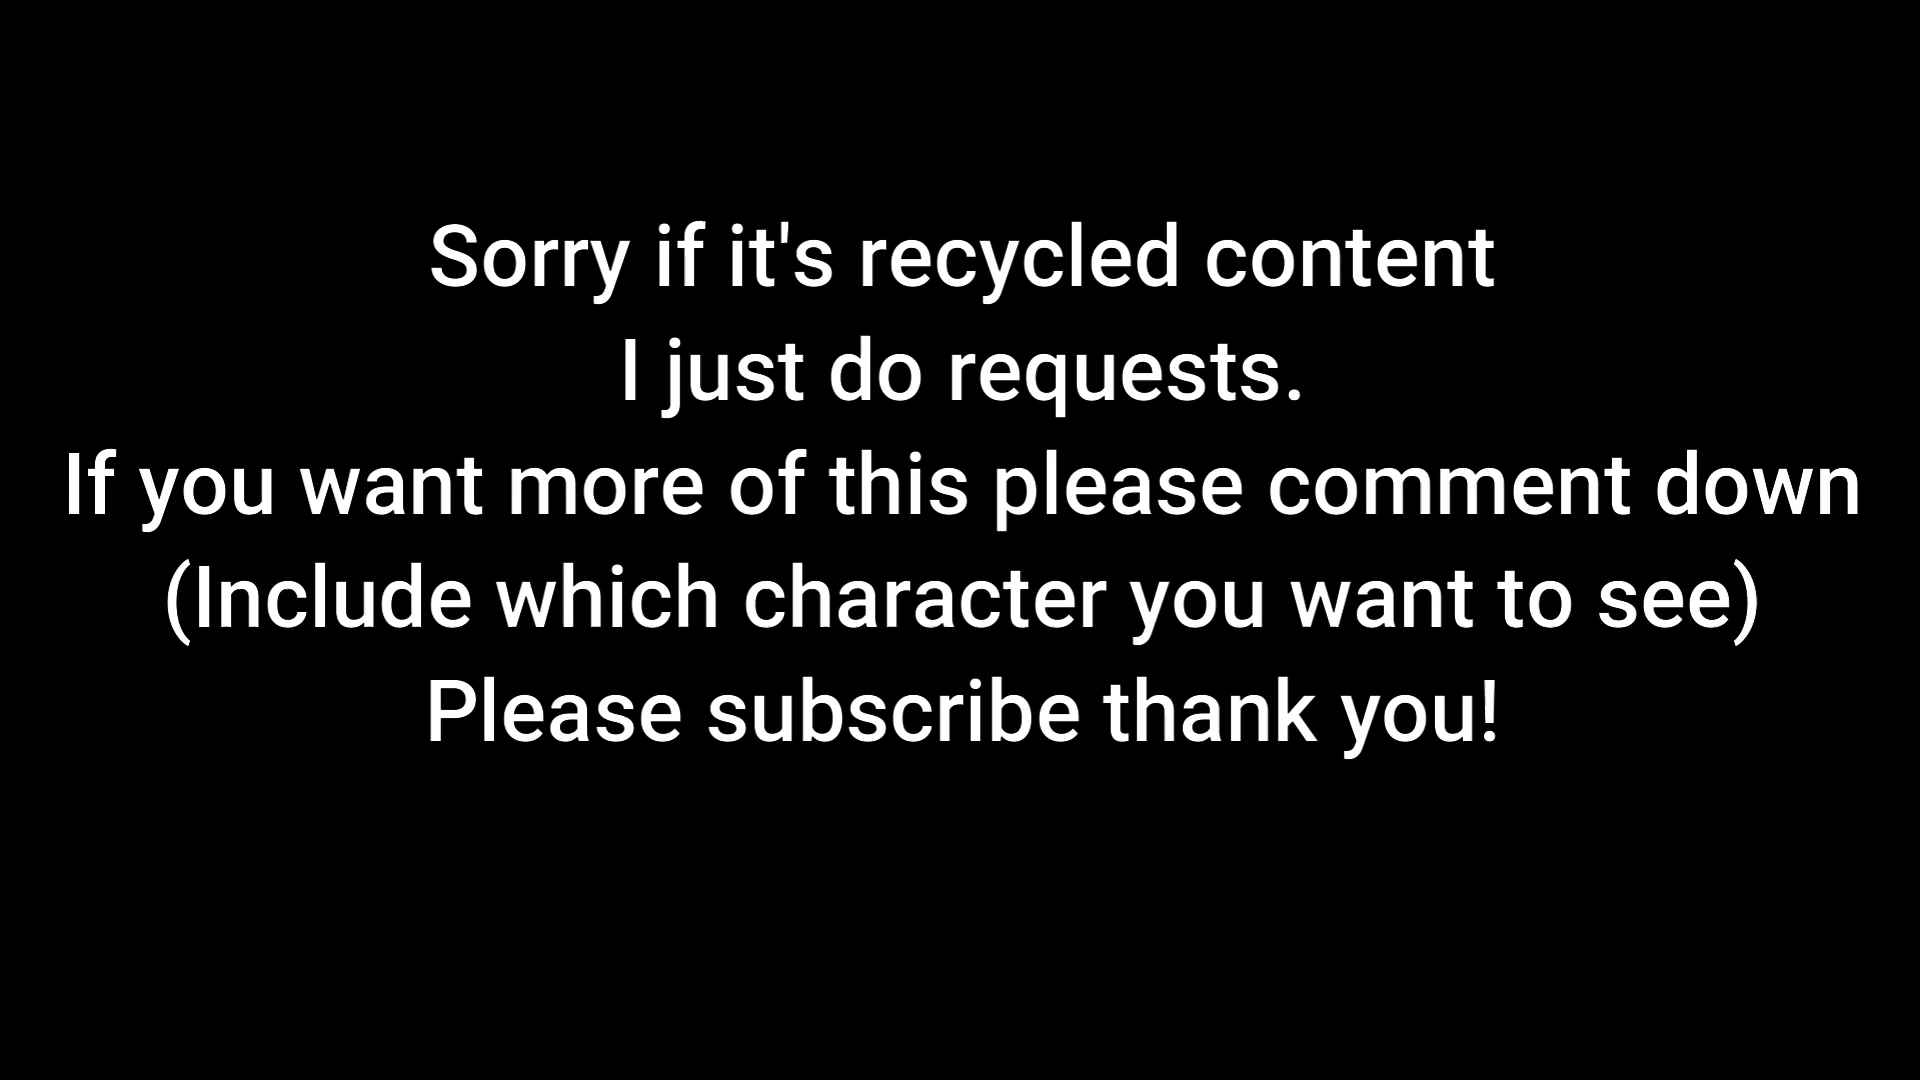 Sorry if it's recycled content
I just do requests.
If you want more of this please comment down
(Include which character you want to see)
Please subscribe thank you!